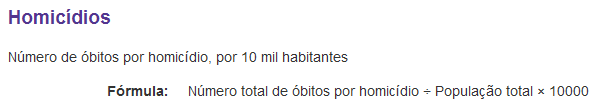 Homicídios
Número de óbitos por homicídio, por 10 mil habitantes
Fórmula: Número total de óbitos por homicídio ÷ População total × 10000